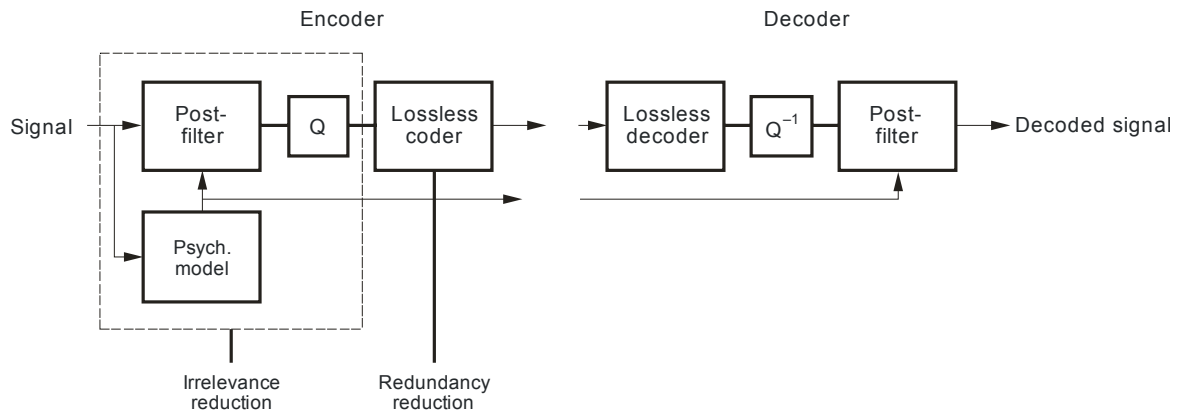 Encoder
Decoder
Signal
Post-
filter
Q
Lossless
coder
Lossless
decoder
Q⁻¹
Post-
filter
Decoded signal
Psych.
model
Irrelevance
reduction
Redundancy
reduction